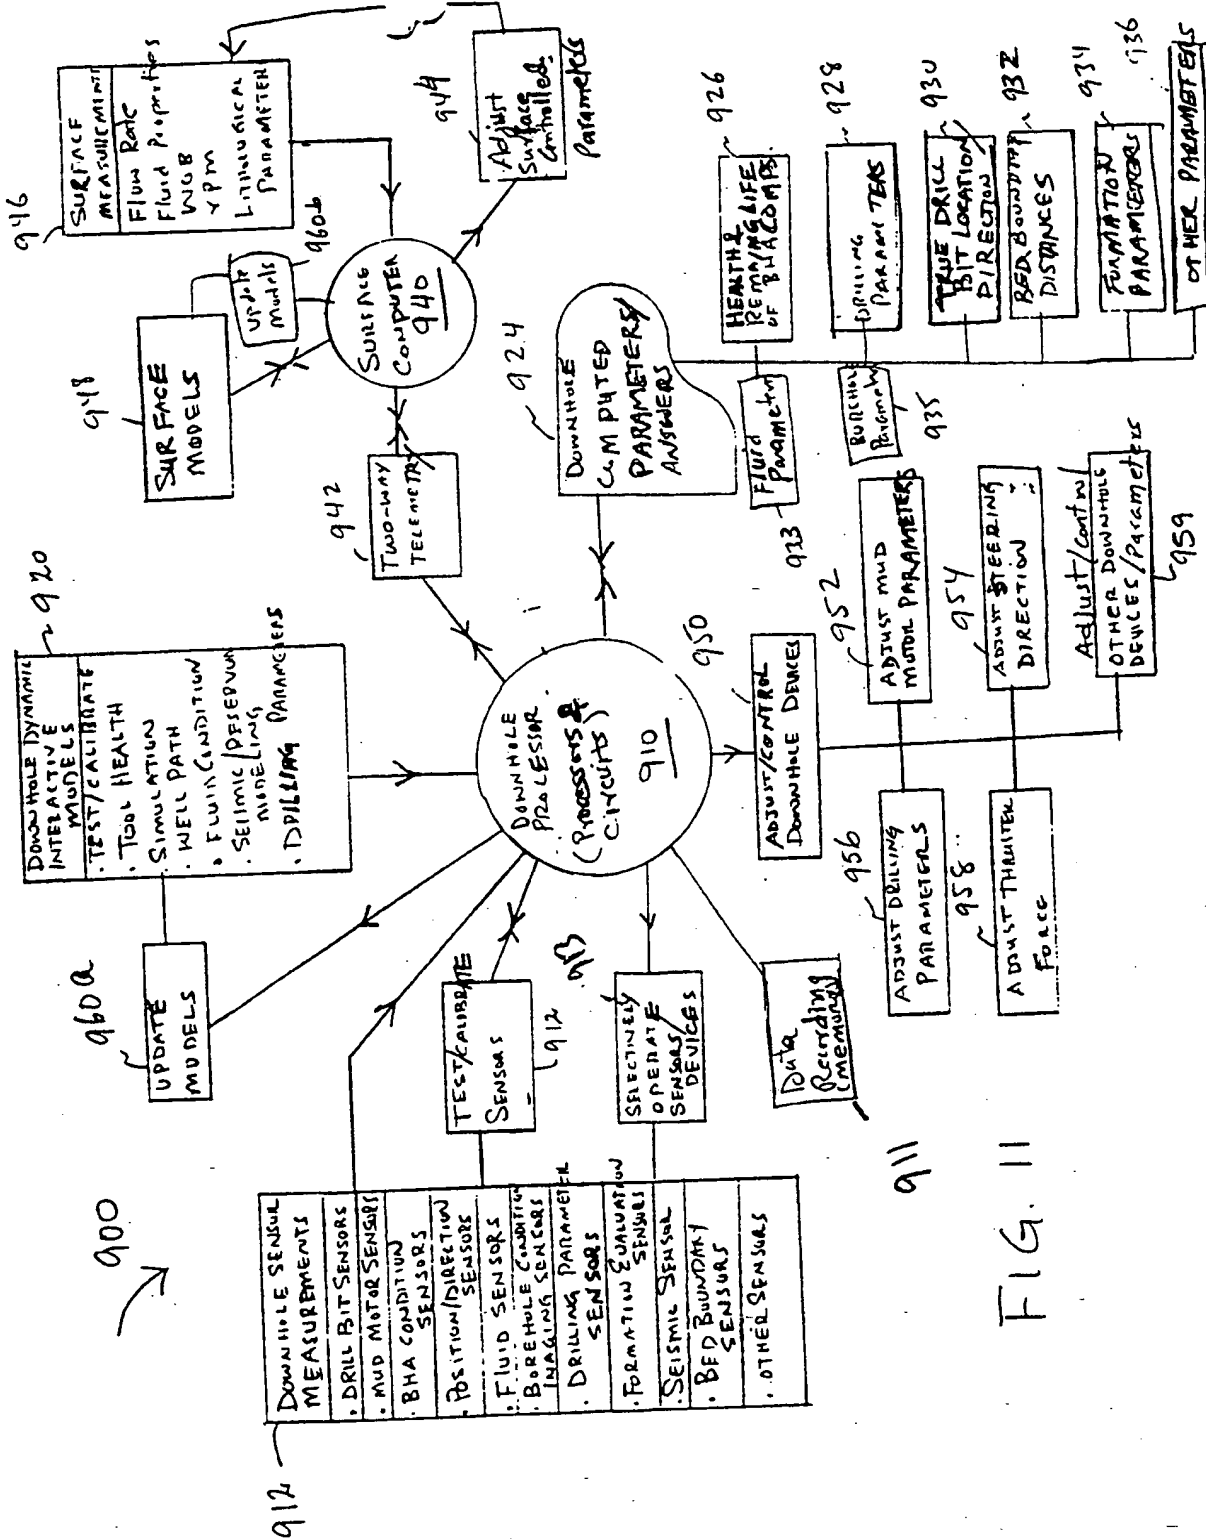 900
912
DOWNHOLE SENSOR
MEASUREMENTS
. DRILL BIT SENSORS
. MUD MOTOR SENSORS
. BHA CONDITION
SENSORS
. POSITION/DIRECTION
SENSORS
. FLUID SENSORS
. BOREHOLE CONDITION
IMAGING SENSORS
. DRILLING PARAMETER
SENSORS
. FORMATION EVALUATION
SENSORS
. SEISMIC SENSOR
. BED BOUNDARY
SENSORS
. OTHER SENSORS
960a
UPDATE
MODELS
920
DOWNHOLE DYNAMIC
INTERACTIVE
MODELS
. TEST/CALIBRATE
. TOOL HEALTH
SIMULATION
. WELL PATH
. FLUID CONDITION
. SEISMIC/RESERVOIR
MODELING
. DRILLING PARAMETERS
TEST/CALIBRATE
SENSORS
912
913
SELECTIVELY
OPERATE
SENSORS/
DEVICES
Data
Recording
(memory)
911
DOWNHOLE
PROCESSOR
(Processors &
Circuits)
910
942
TWO-WAY
TELEMETRY
948
SURFACE
MODELS
update
models
960b
SURFACE
COMPUTER
940
946
SURFACE
MEASUREMENTS
Flow Rate
Fluid Properties
WOB
rpm
LITHOLOGICAL
PARAMETER
944
Adjust
Surface
Controlled
Parameters
924
DOWNHOLE
COMPUTED
PARAMETERS/
ANSWERS
926
HEALTH &
REMAING LIFE
OF BHA COMPS.
Fluid
Parametrs
933
928
DRILLING
PARAMETERS
BOREHOLE
Parameters
935
930
TRUE DRILL
BIT LOCATION/
DIRECTION
932
BED BOUNDARY
DISTANCES
934
FORMATION
PARAMETERS
936
OTHER PARAMETERS
950
ADJUST/CONTROL
DOWNHOLE DEVICES
952
ADJUST MUD
MOTOR PARAMETERS
954
ADJUST STEERING
DIRECTION
956
ADJUST DRILLING
PARAMETERS
958
ADJUST THRUSTER
FORCE
Adjust/Control
OTHER DOWNHOLE
DEVICES/Parameters
959
FIG. 11